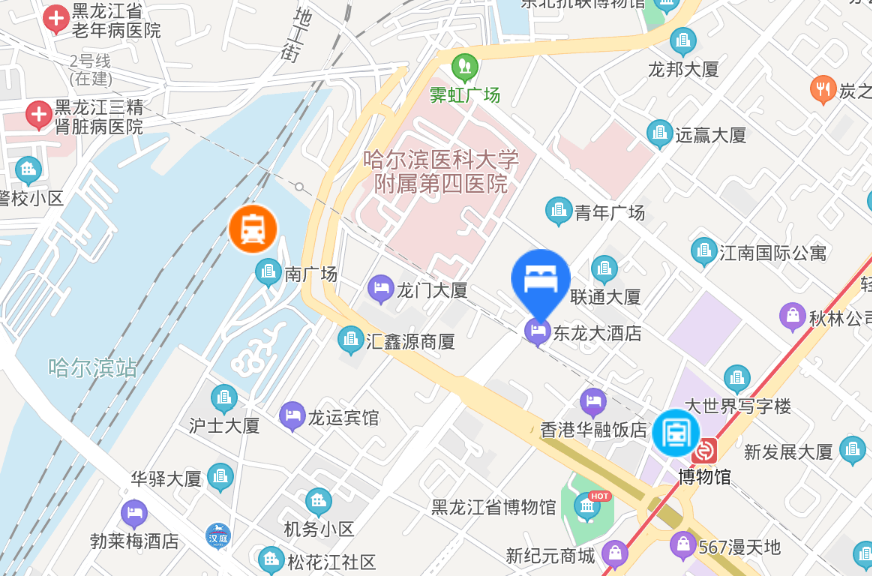 黑龙江省
老年病医院
地工街
东北抗联博物馆
龙邦大厦
2号线
(在建)
霁虹广场
炭之
黑龙江三精
肾脏病医院
远赢大厦
哈尔滨医科大学
附属第四医院
警校小区
青年广场
江南国际公寓
南广场
龙门大厦
联通大厦
秋林公司
东龙大酒店
汇鑫源商厦
哈尔滨站
大世界写字楼
沪士大厦
龙运宾馆
香港华融饭店
新发展大厦
博物馆
华驿大厦
HOT
黑龙江省博物馆
机务小区
勃莱梅酒店
汉庭
567漫天地
新纪元商城
松花江社区